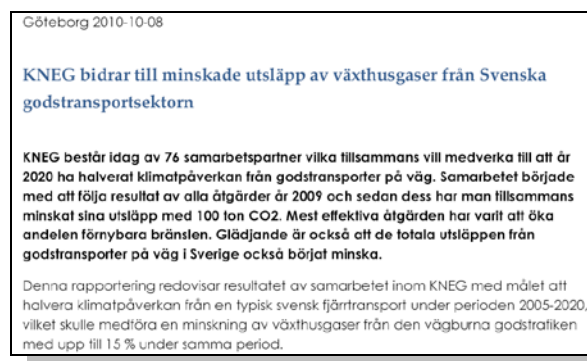 Göteborg 2010-10-08
KNEG bidrar till minskade utsläpp av växthusgaser från Svenska
godstransportsektorn
KNEG består idag av 76 samarbetspartner vilka tillsammans vill medverka till att år
2020 ha halverat klimatpåverkan från godstransporter på väg. Samarbetet började
med att följa resultat av alla åtgärder år 2009 och sedan dess har man tillsammans
minskat sina utsläpp med 100 ton CO2. Mest effektiva åtgärden har varit att öka
andelen förnybara bränslen. Glädjande är också att de totala utsläppen från
godstransporter på väg i Sverige också börjat minska.
Denna rapportering redovisar resultatet av samarbetet inom KNEG med målet att
halvera klimatpåverkan från en typisk svensk fjärrtransport under perioden 2005-2020,
vilket skulle medföra en minskning av växthusgaser från den vägburna godstrafiken
med upp till 15 % under samma period.